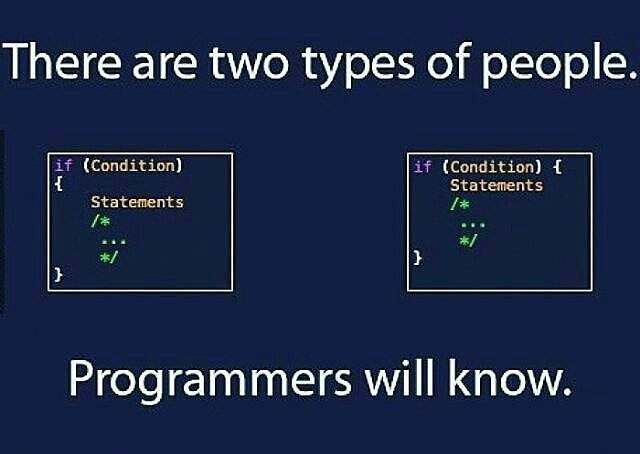 There are two types of people.
if (Condition)
{
Statements
/*
...
*/
}
if (Condition) {
Statements
/*
...
*/
}
Programmers will know.